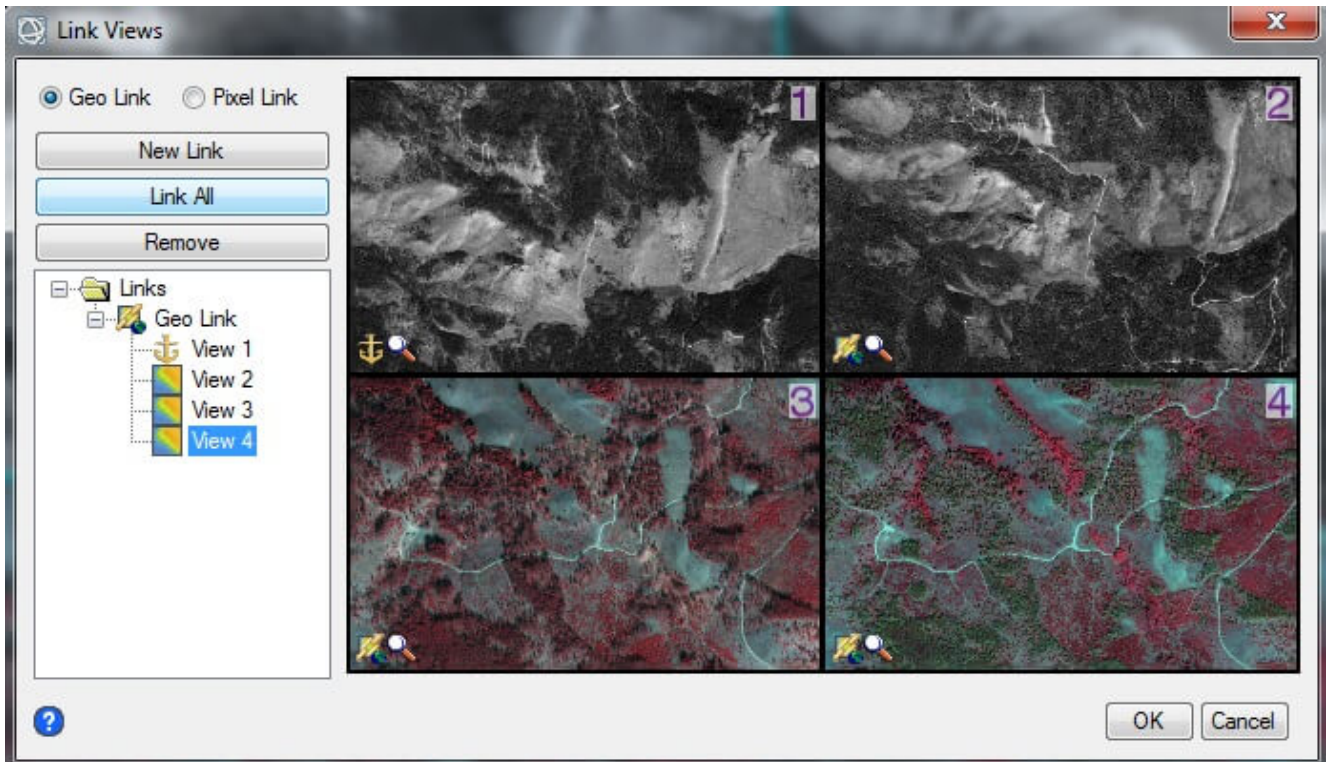 Link Views
Geo Link Pixel Link
New Link
Link All
Remove
Links
Geo Link
View 1
View 2
View 3
View 4
1
2
3
4
OK Cancel